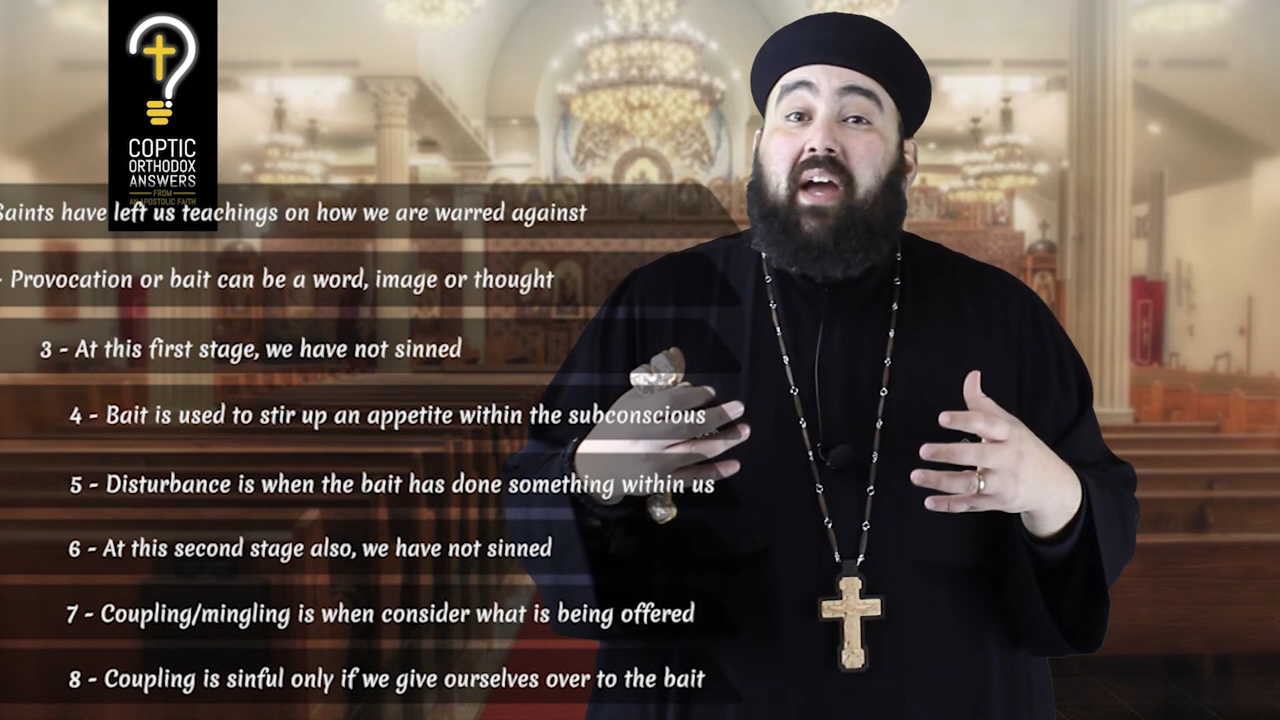 COPTIC
ORTHODOX
ANSWERS
FROM
AN APOSTOLIC FAITH
Saints have left us teachings on how we are warred against
- Provocation or bait can be a word, image or thought
3 - At this first stage, we have not sinned
4 - Bait is used to stir up an appetite within the subconscious
5 - Disturbance is when the bait has done something within us
6 - At this second stage also, we have not sinned
7 - Coupling/mingling is when consider what is being offered
8 - Coupling is sinful only if we give ourselves over to the bait